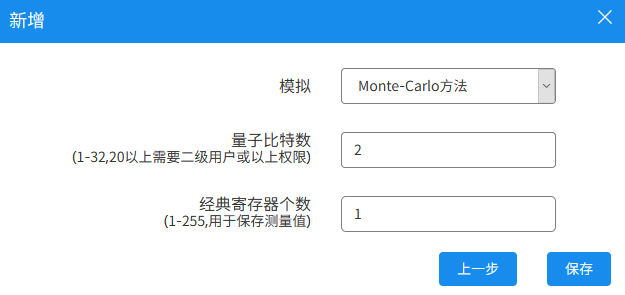 新增
模拟
Monte-Carlo方法
量子比特数
(1-32,20以上需要二级用户或以上权限)
2
经典寄存器个数
(1-255,用于保存测量值)
1
上一步
保存